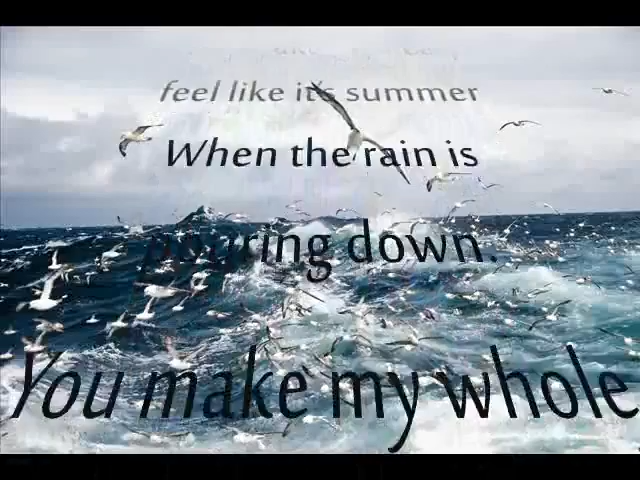 feel like it's summer
When the rain is
pouring down.
You make my whole